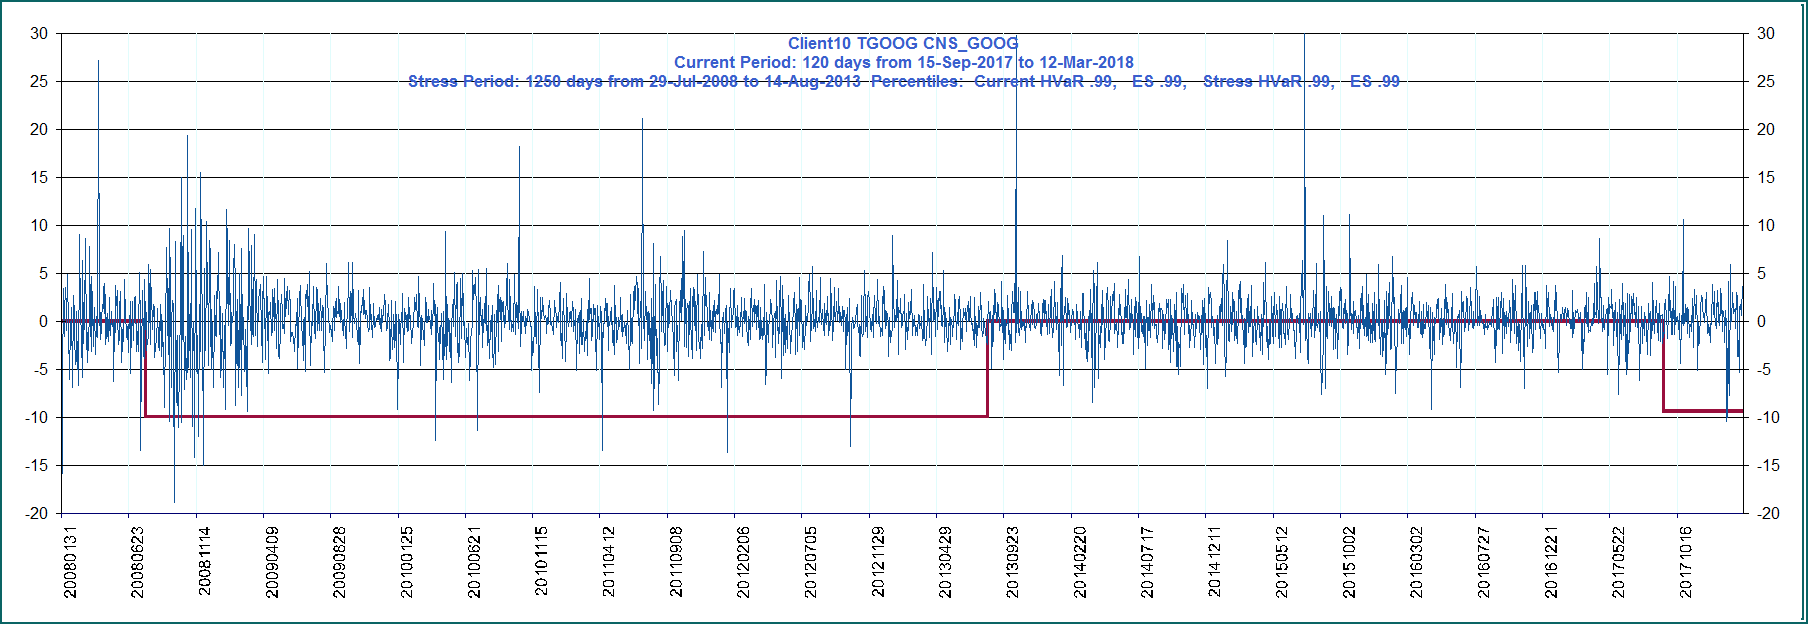 Client10 TGOOG CNS_GOOG
Current Period: 120 days from 15-Sep-2017 to 12-Mar-2018
Stress Period: 1250 days from 29-Jul-2008 to 14-Aug-2013  Percentiles:  Current HVaR .99,   ES .99,   Stress HVaR .99,   ES .99
30 30
25 25
20 20
15 15
10 10
5 5
0 0
-5 -5
-10 -10
-15 -15
-20 -20
20080131 20080623 20081114 20090409 20090828 20100125 20100621 20101115 20110412 20110908 20120206 20120705 20121129 20130429 20130923 20140220 20140717 20141211 20150512 20151002 20160302 20160727 20161221 20170522 20171016